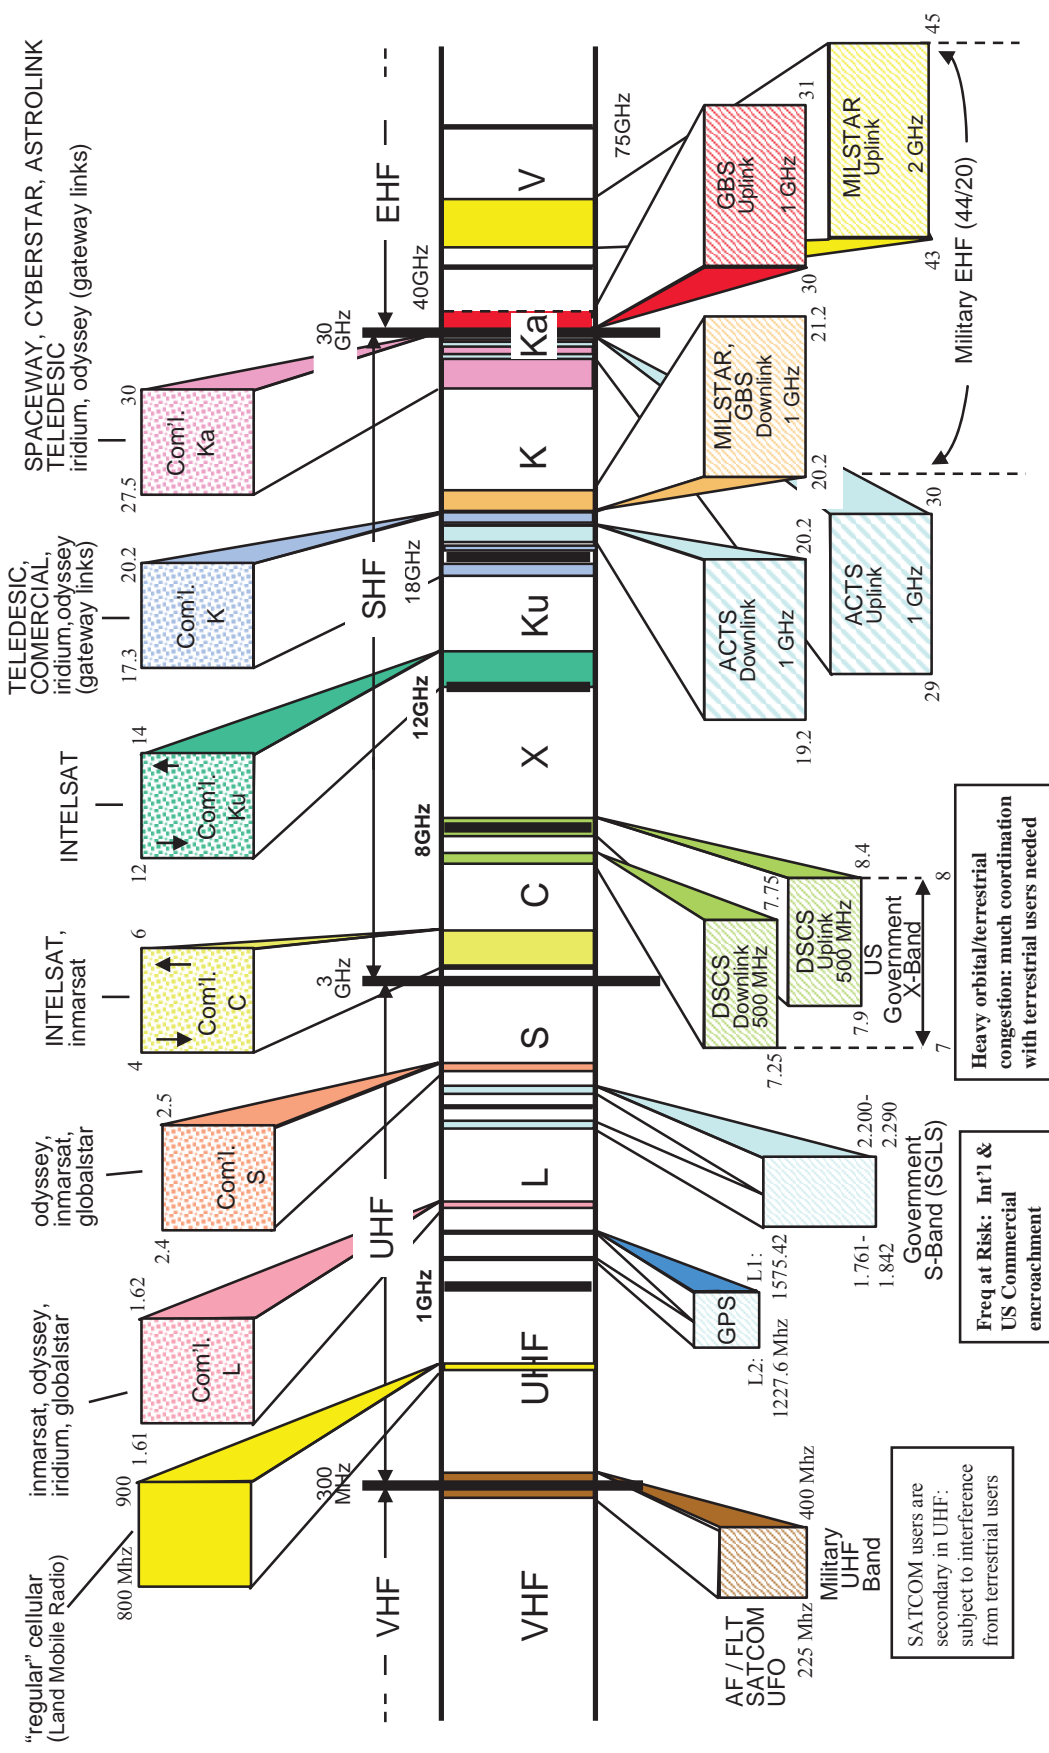 "regular" cellular
(Land Mobile Radio)
800 Mhz
900
inmarsat, odyssey,
iridium, globalstar
1.61
1.62
Com'l.
L
odyssey,
inmarsat,
globalstar
2.4
2.5
Com'l.
S
INTELSAT,
inmarsat
4
6
Com'l.
C
INTELSAT
12
14
Com'l.
Ku
TELEDESIC,
COMERCIAL,
iridium,odyssey
(gateway links)
17.3
20.2
Com'l.
K
SPACEWAY, CYBERSTAR, ASTROLINK
TELEDESIC
iridium, odyssey (gateway links)
27.5
30
Com'l.
Ka
VHF
300
MHz
UHF
3
GHz
SHF
30
GHz
EHF
1GHz
8GHz
12GHz
18GHz
40GHz
75GHz
VHF
UHF
L
S
C
X
Ku
K
Ka
V
AF / FLT
SATCOM
UFO
225 Mhz
400 Mhz
Military
UHF
Band
GPS
L2:
1227.6 Mhz
L1:
1575.42
1.761-
1.842
2.200-
2.290
Government
S-Band (SGLS)
DSCS
Downlink
500 MHz
7.25
7.75
DSCS
Uplink
500 MHz
7.9
8.4
US
Government
X-Band
7
8
ACTS
Downlink
1 GHz
19.2
20.2
ACTS
Uplink
1 GHz
29
30
MILSTAR,
GBS
Downlink
1 GHz
20.2
21.2
GBS
Uplink
1 GHz
30
31
MILSTAR
Uplink
2 GHz
43
45
Military EHF (44/20)
SATCOM users are
secondary in UHF:
subject to interference
from terrestrial users
Freq at Risk: Int'l &
US Commercial
encroachment
Heavy orbital/terrestrial
congestion: much coordination
with terrestrial users needed